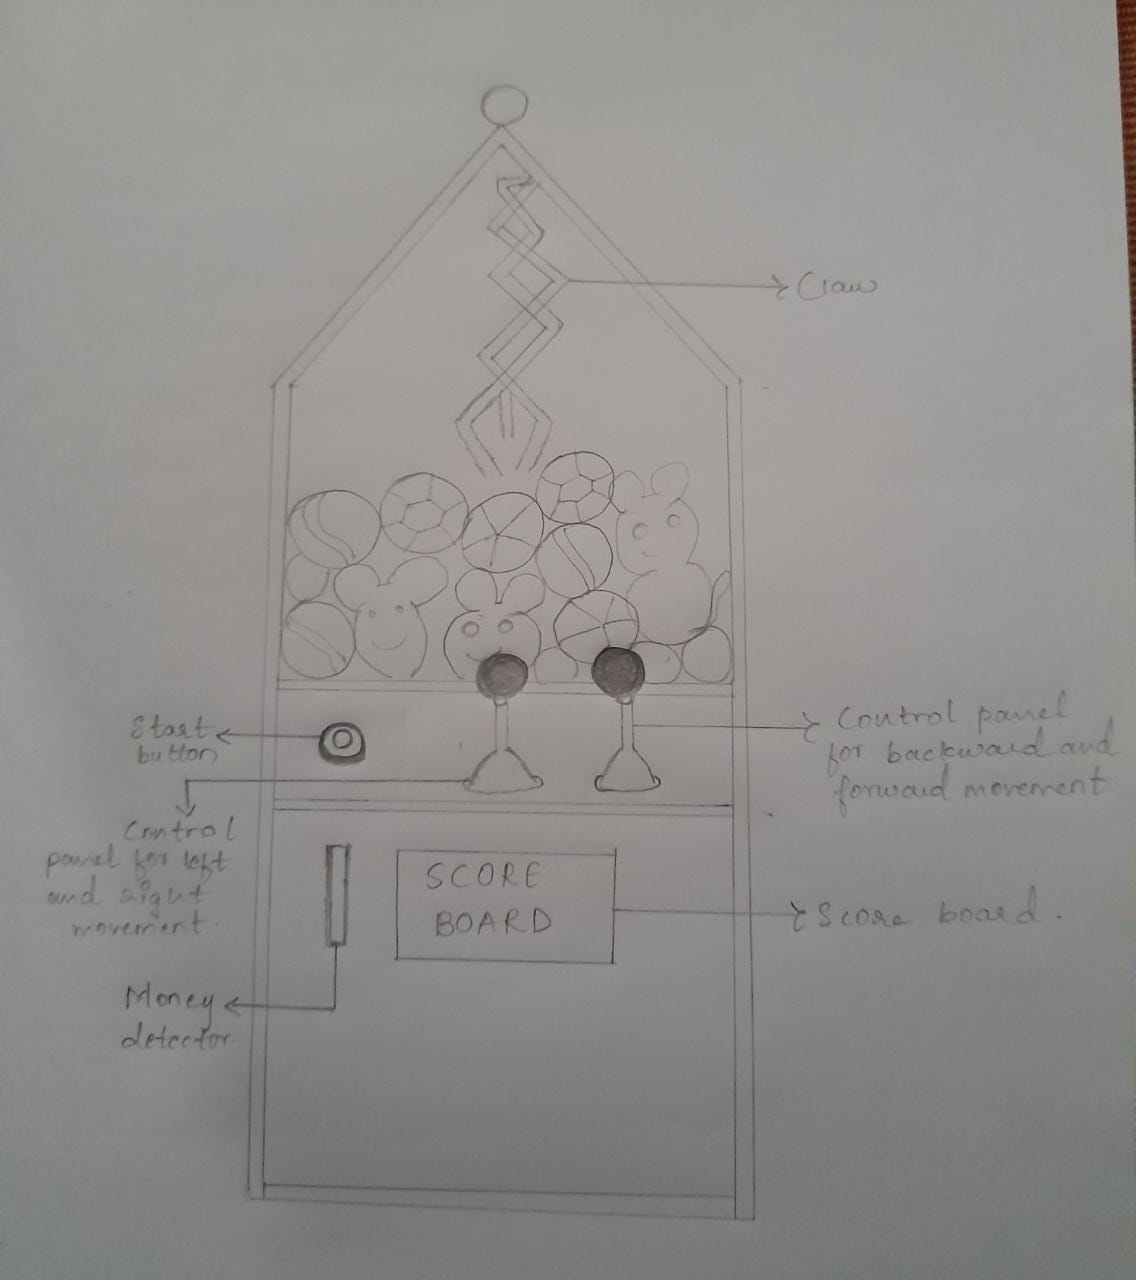 Claw
Start
button
Control panel
for backward and
forward movement
Control
panel for left
and right
movement.
SCORE
BOARD
Score board.
Money
detector.